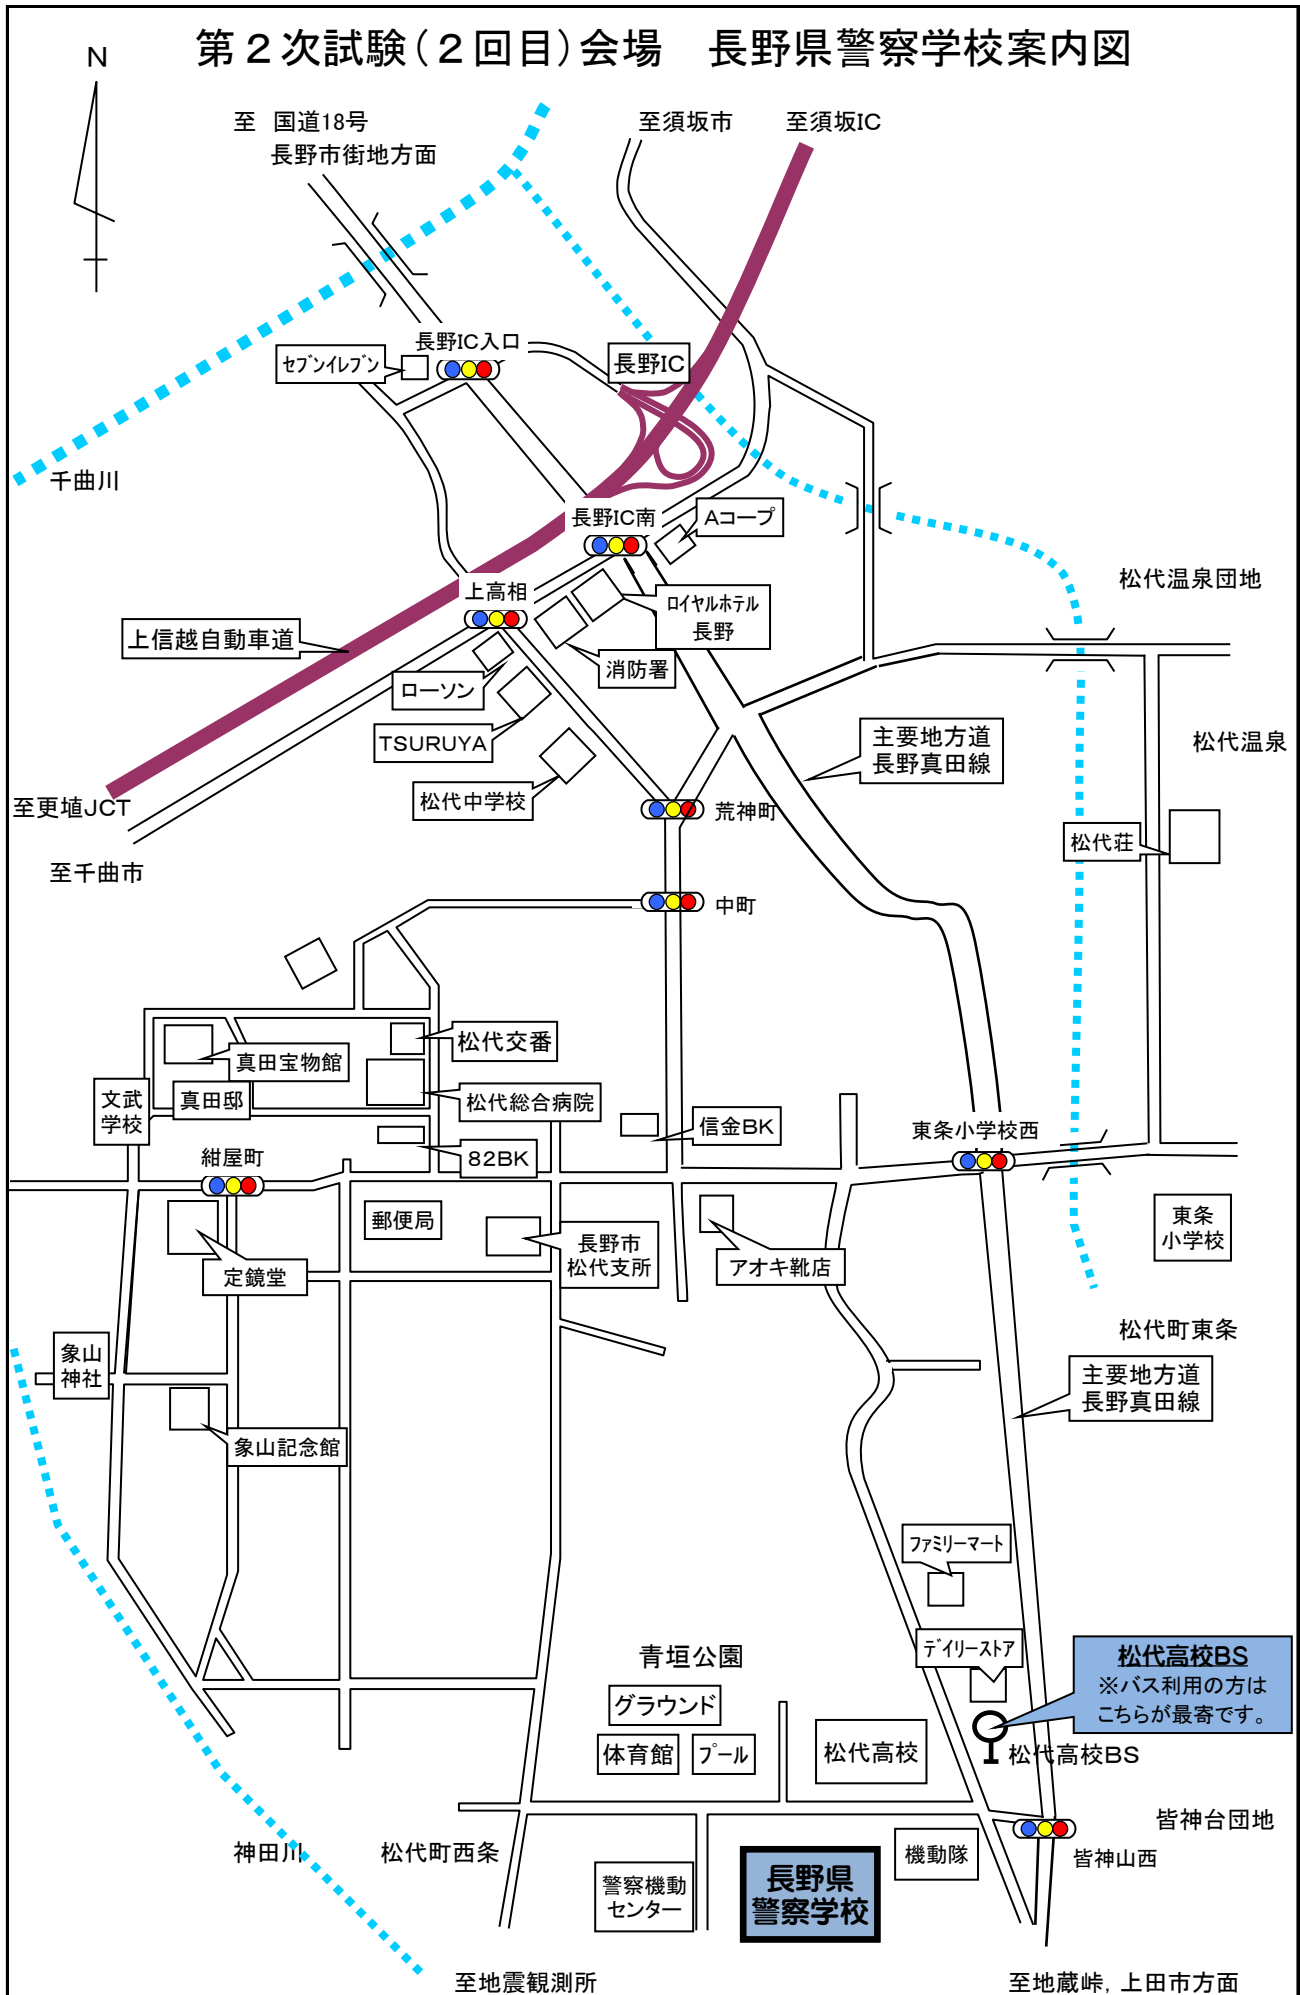 第２次試験（２回目）会場　長野県警察学校案内図
N
至　国道18号
長野市街地方面
至須坂市
至須坂IC
長野IC入口
セブンイレブン
長野IC
千曲川
長野IC南
Aコープ
上高相
ロイヤルホテル
長野
松代温泉団地
上信越自動車道
消防署
ローソン
TSURUYA
主要地方道
長野真田線
松代温泉
松代中学校
至更埴JCT
荒神町
松代荘
至千曲市
中町
松代交番
真田宝物館
文武
学校
真田邸
松代総合病院
信金BK
東条小学校西
82BK
紺屋町
郵便局
東条
小学校
長野市
松代支所
アオキ靴店
定鏡堂
松代町東条
象山
神社
主要地方道
長野真田線
象山記念館
ファミリーマート
デイリーストア
青垣公園
松代高校BS
※バス利用の方は
こちらが最寄です。
グラウンド
体育館
プール
松代高校
松代高校BS
皆神台団地
神田川
松代町西条
機動隊
皆神山西
警察機動
センター
長野県
警察学校
至地震観測所
至地蔵峠，上田市方面